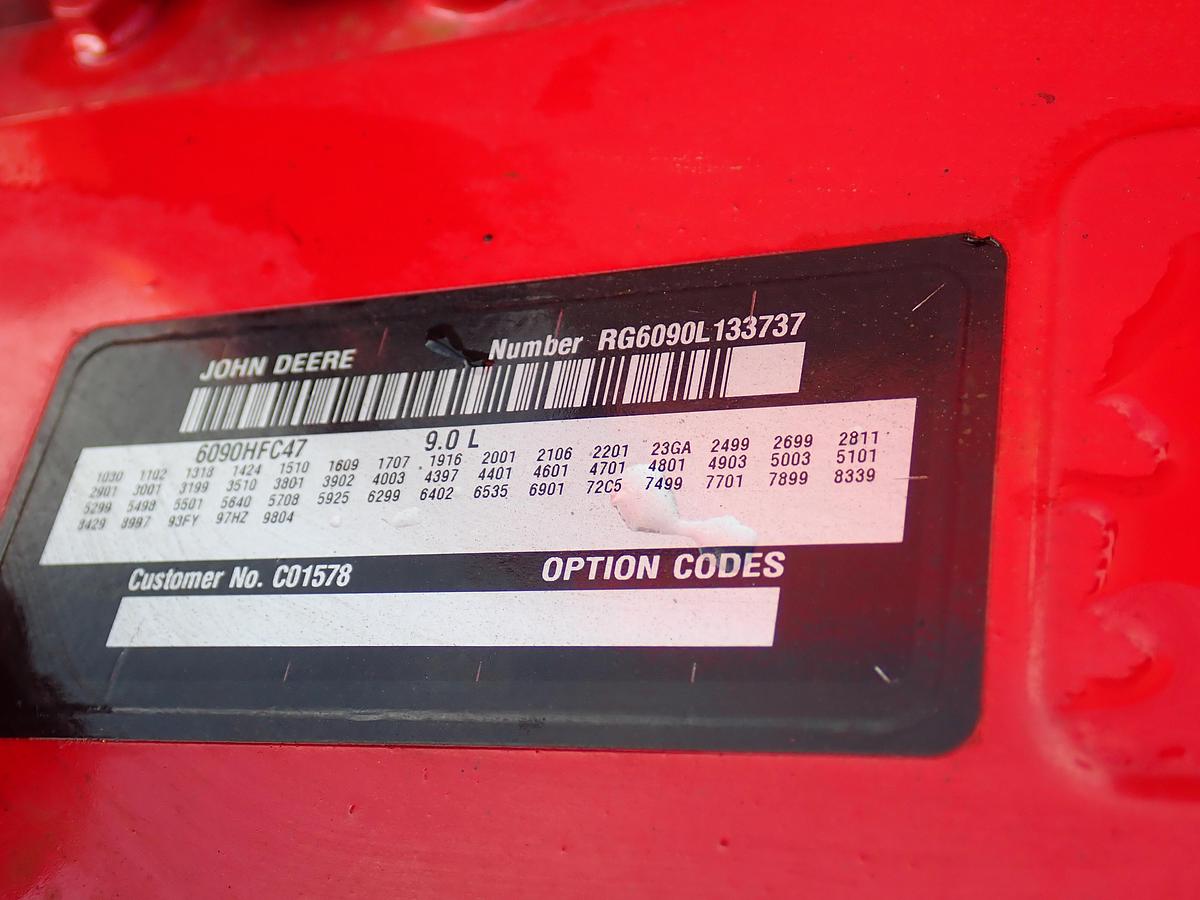 JOHN DEERE Number RG6090L133737
6090HFC47 9.0 L
1030 1102 1318 1424 1510 1609 1707 1916 2001 2106 2201 23GA 2499 2699 2811
2901 3001 3199 3510 3801 3902 4003 4397 4401 4601 4701 4801 4903 5003 5101
5299 5498 5501 5640 5708 5925 6299 6402 6535 6901 72C5 7499 7701 7899 8339
8429 8997 93FY 97HZ 9804
Customer No. C01578 OPTION CODES